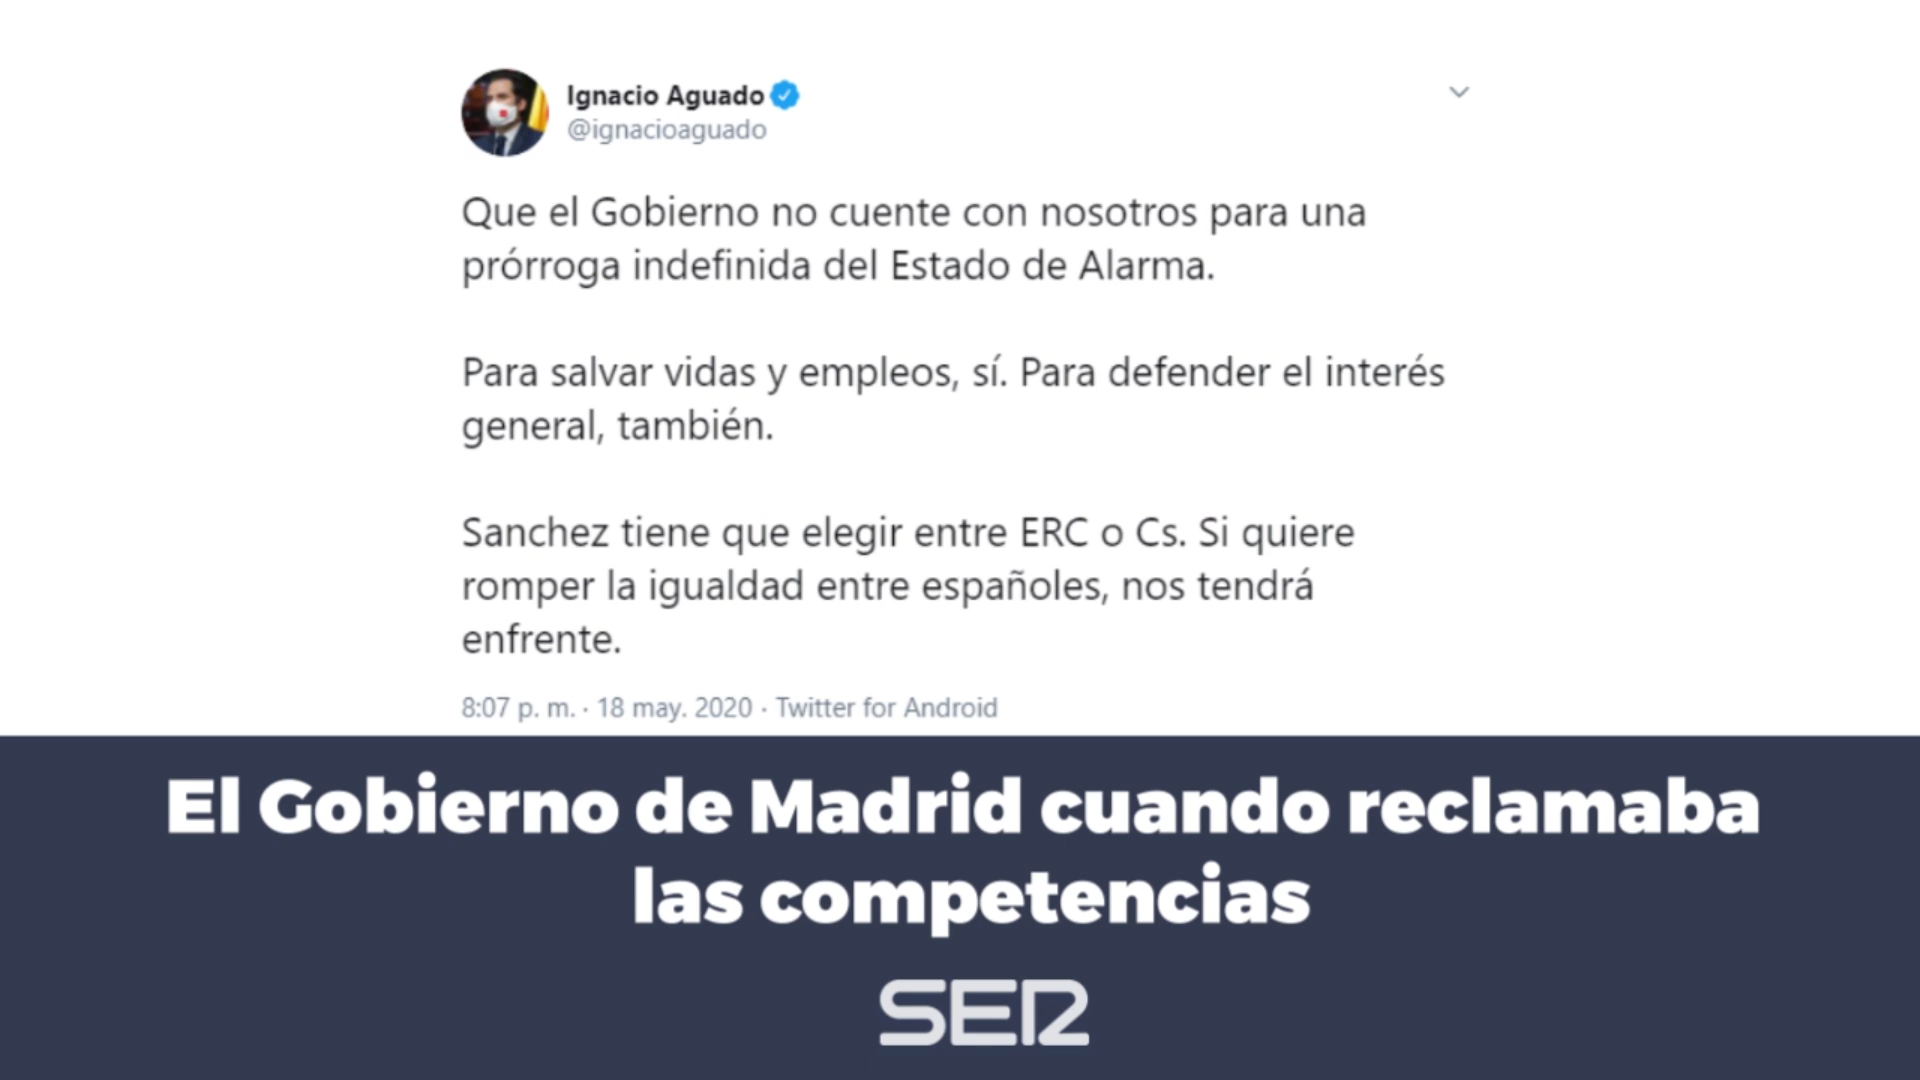 Ignacio Aguado
@ignacioaguado
Que el Gobierno no cuente con nosotros para una
prórroga indefinida del Estado de Alarma.
Para salvar vidas y empleos, sí. Para defender el interés
general, también.
Sanchez tiene que elegir entre ERC o Cs. Si quiere
romper la igualdad entre españoles, nos tendrá
enfrente.
8:07 p. m. · 18 may. 2020 · Twitter for Android
El Gobierno de Madrid cuando reclamaba
las competencias
SER